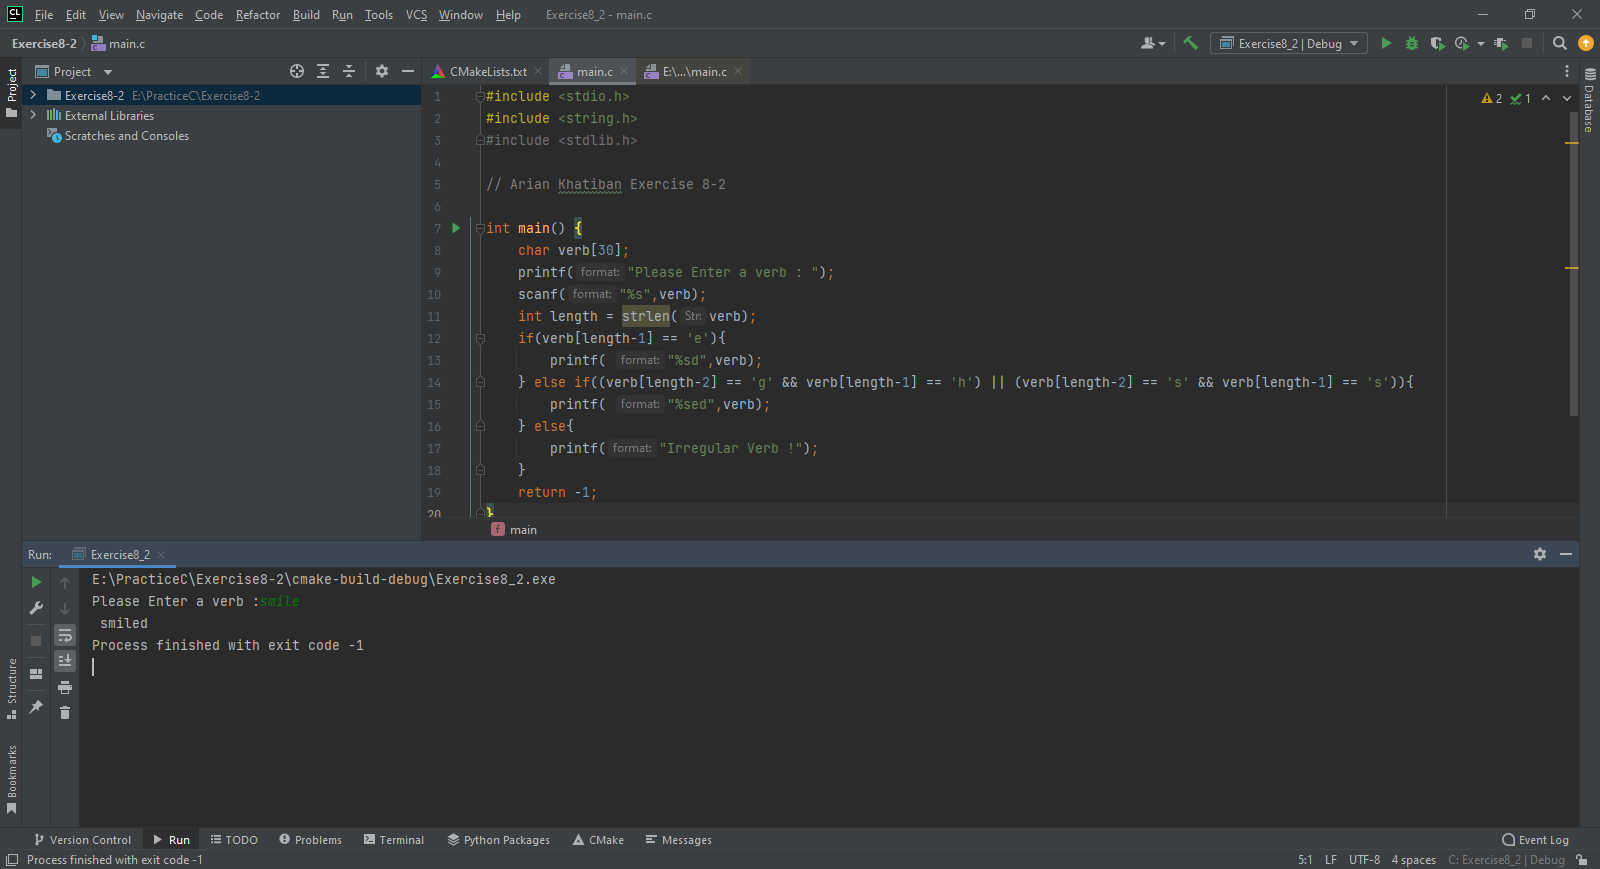 CL File Edit View Navigate Code Refactor Build Run Tools VCS Window Help Exercise8_2 - main.c
Exercise8-2 main.c Exercise8_2 | Debug
Project CMakeLists.txt main.c E:\...\main.c
Project
Exercise8-2 E:\PracticeC\Exercise8-2
External Libraries
Scratches and Consoles
2 1
1 #include <stdio.h>
2 #include <string.h>
3 #include <stdlib.h>
4
5 // Arian Khatiban Exercise 8-2
6
7 int main() {
8 char verb[30];
9 printf( format: "Please Enter a verb : ");
10 scanf( format: "%s",verb);
11 int length = strlen( Str: verb);
12 if(verb[length-1] == 'e'){
13 printf( format: "%sd",verb);
14 } else if((verb[length-2] == 'g' && verb[length-1] == 'h') || (verb[length-2] == 's' && verb[length-1] == 's')){
15 printf( format: "%sed",verb);
16 } else{
17 printf( format: "Irregular Verb !");
18 }
19 return -1;
20 }
f main
Database
Run: Exercise8_2
E:\PracticeC\Exercise8-2\cmake-build-debug\Exercise8_2.exe
Please Enter a verb :smile
smiled
Process finished with exit code -1
Structure
Bookmarks
Version Control Run TODO Problems Terminal Python Packages CMake Messages Event Log
Process finished with exit code -1 5:1 LF UTF-8 4 spaces C: Exercise8_2 | Debug